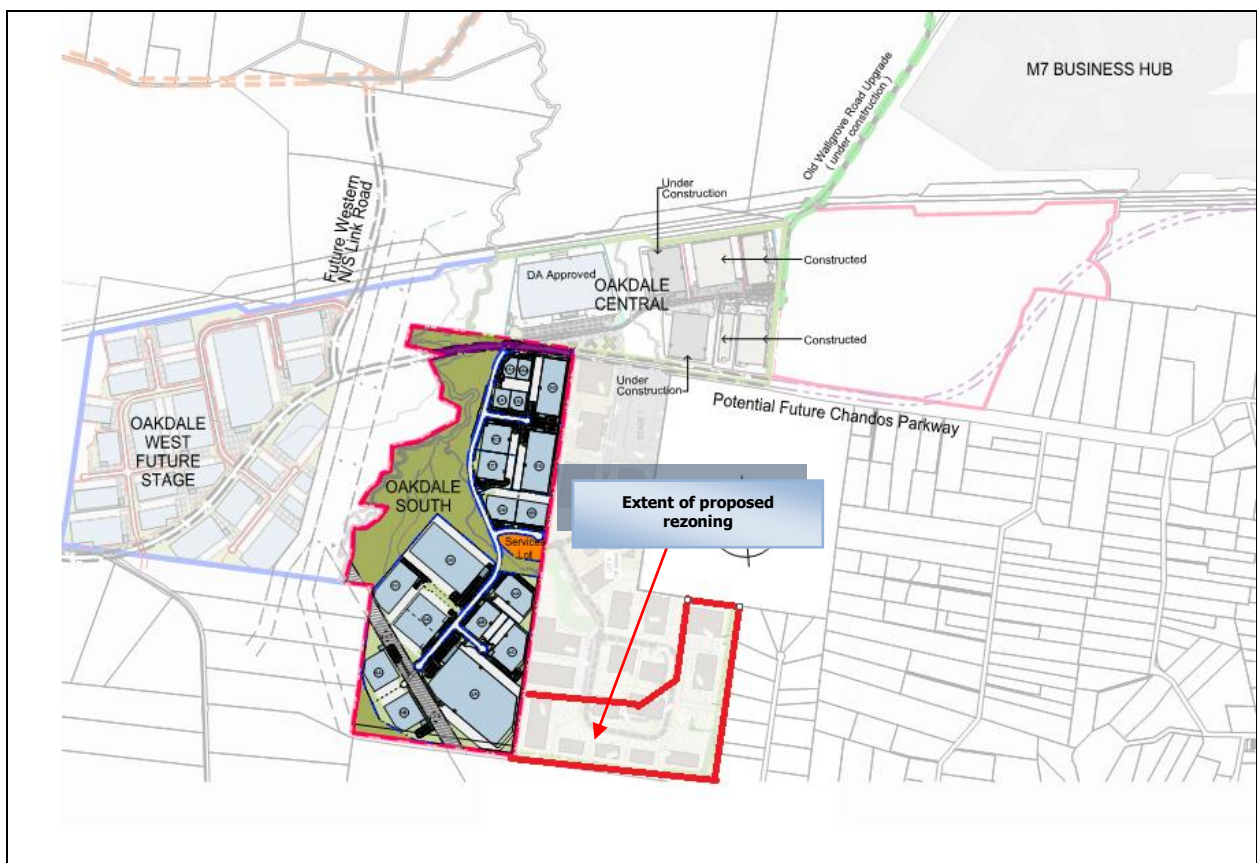 M7 BUSINESS HUB
Old Wallgrove Road Upgrade
( under construction )
Under
Construction
Future Western
N/S Link Road
Constructed
DA Approved
OAKDALE
CENTRAL
Constructed
Under
Construction
Potential Future Chandos Parkway
OAKDALE
WEST
FUTURE
STAGE
OAKDALE
SOUTH
Extent of proposed
rezoning
Services
Lot